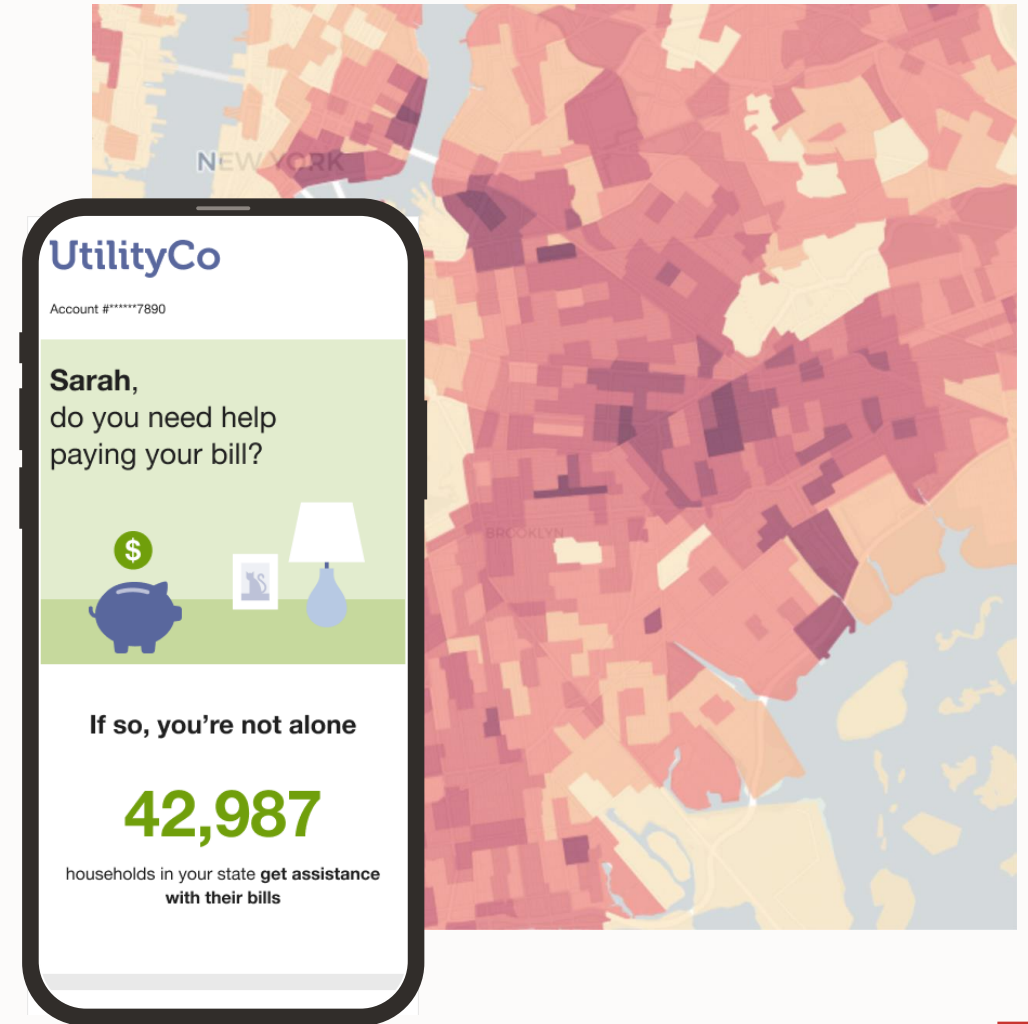 NEW YORK
UtilityCo
Account #******7890
Sarah,
do you need help
paying your bill?
$
BROOKLYN
If so, you’re not alone
42,987
households in your state get assistance
with their bills